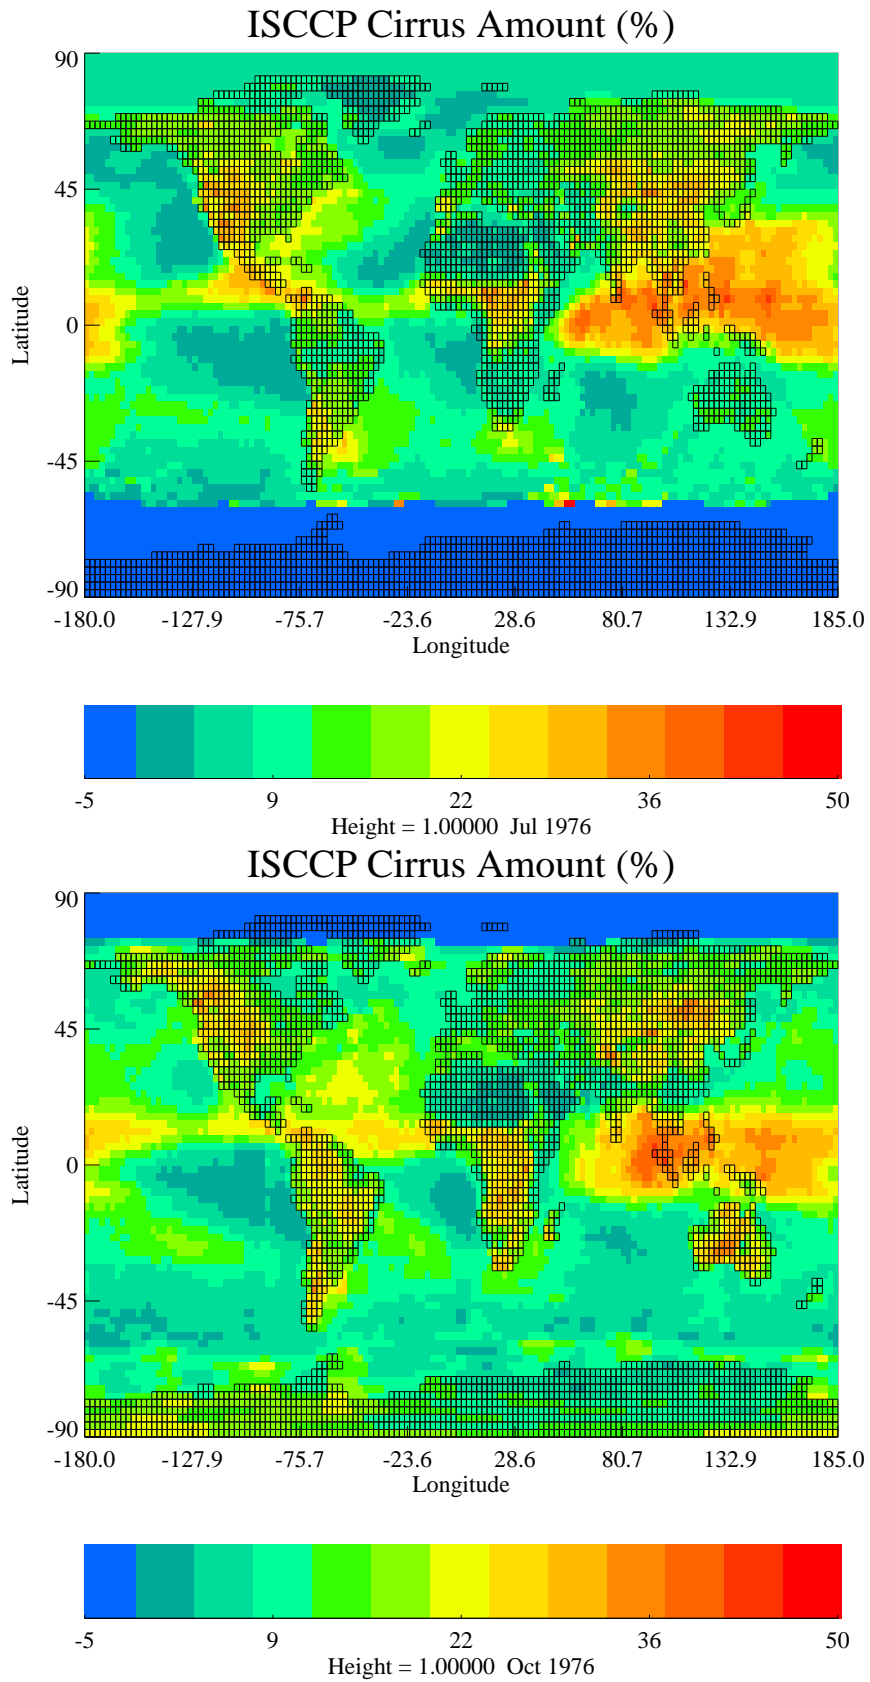 ISCCP Cirrus Amount (%)
90
45
0
-45
-90
Latitude
-180.0 -127.9 -75.7 -23.6 28.6 80.7 132.9 185.0
Longitude
-5 9 22 36 50
Height = 1.00000 Jul 1976
ISCCP Cirrus Amount (%)
90
45
0
-45
-90
Latitude
-180.0 -127.9 -75.7 -23.6 28.6 80.7 132.9 185.0
Longitude
-5 9 22 36 50
Height = 1.00000 Oct 1976